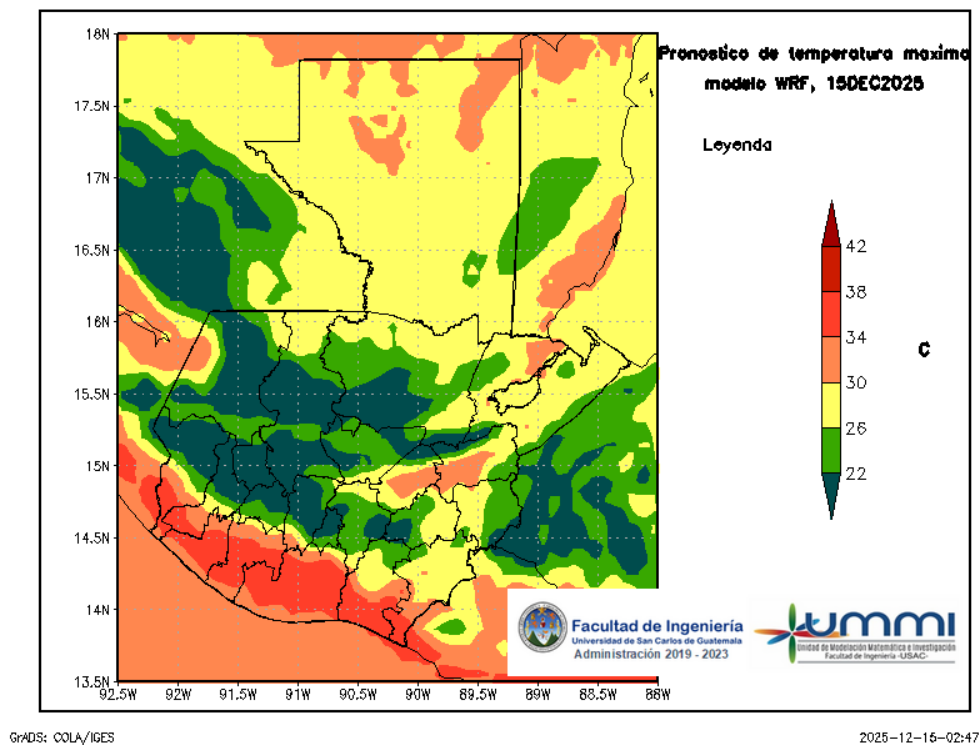 Pronostico de temperatura maxima
modelo WRF, 15DEC2025
Leyenda
42
38
34
30
26
22
C
18N
17.5N
17N
16.5N
16N
15.5N
15N
14.5N
14N
13.5N
92.5W
92W
91.5W
91W
90.5W
90W
89.5W
89W
88.5W
88W
Facultad de Ingeniería
Universidad de San Carlos de Guatemala
Administración 2019 - 2023
UMMI
Unidad de Modelación Matemática e Investigación
Facultad de Ingeniería -USAC-
GrADS: COLA/IGES
2025-12-15-02:47